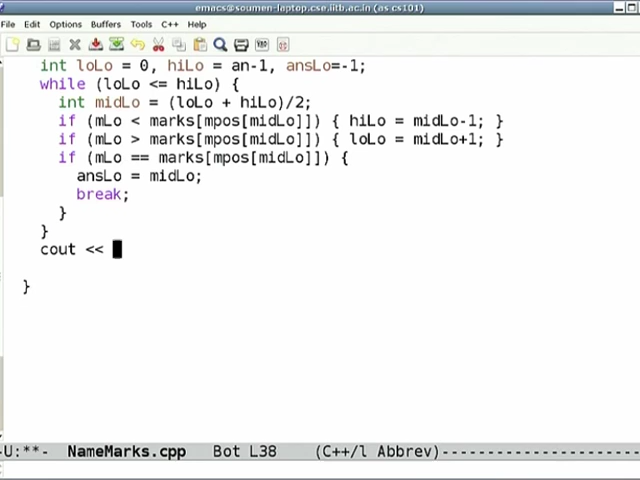 emacs@soumen-laptop.cse.iitb.ac.in (as cs101)
File Edit Options Buffers Tools C++ Help
int loLo = 0, hiLo = an-1, ansLo=-1;
while (loLo <= hiLo) {
int midLo = (loLo + hiLo)/2;
if (mLo < marks[mpos[midLo]]) { hiLo = midLo-1; }
if (mLo > marks[mpos[midLo]]) { loLo = midLo+1; }
if (mLo == marks[mpos[midLo]]) {
ansLo = midLo;
break;
}
}
cout <<
}
-U:**- NameMarks.cpp Bot L38 (C++/l Abbrev)--------------------